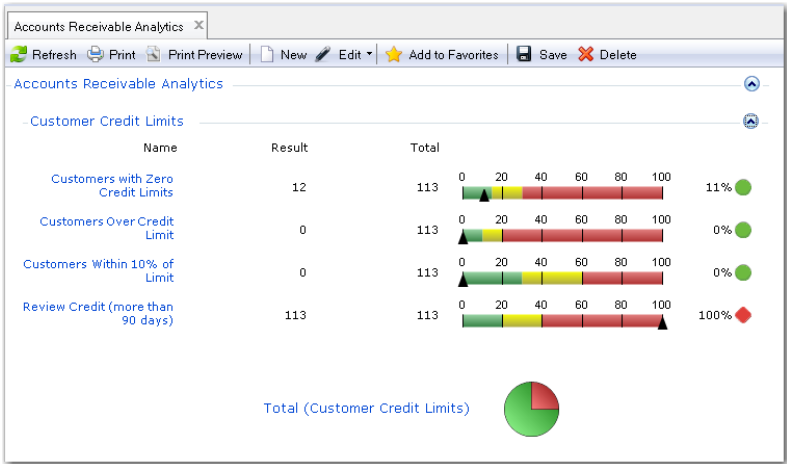 Accounts Receivable Analytics
Refresh Print Print Preview New Edit Add to Favorites Save Delete
Accounts Receivable Analytics
Customer Credit Limits
Name Result Total
Customers with Zero Credit Limits 12 113 0 20 40 60 80 100 11%
Customers Over Credit Limit 0 113 0 20 40 60 80 100 0%
Customers Within 10% of Limit 0 113 0 20 40 60 80 100 0%
Review Credit (more than 90 days) 113 113 0 20 40 60 80 100 100%
Total (Customer Credit Limits)